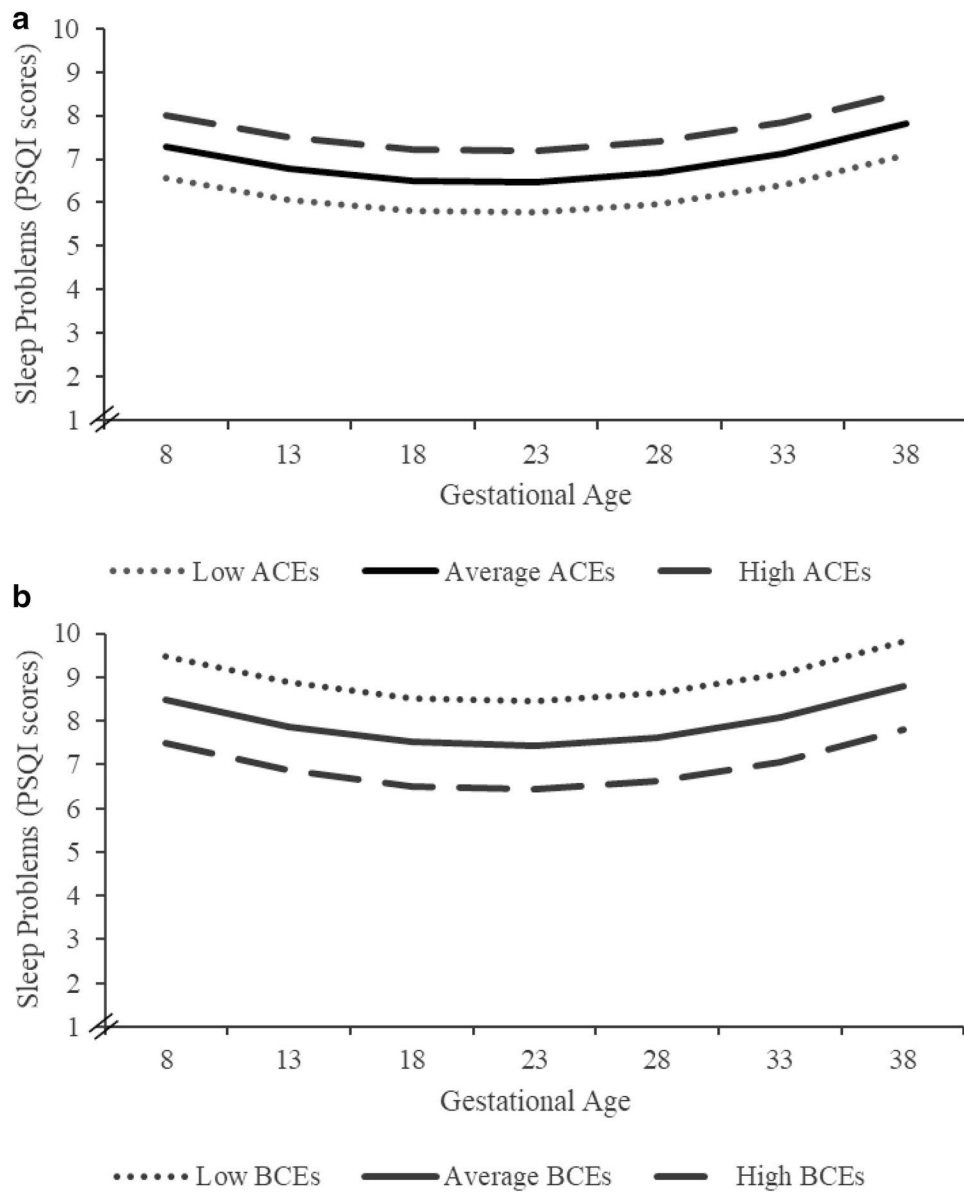 a
Sleep Problems (PSQI scores)
10
9
8
7
6
5
4
3
2
1
8 13 18 23 28 33 38
Gestational Age
Low ACEs Average ACEs High ACEs
b
Sleep Problems (PSQI scores)
10
9
8
7
6
5
4
3
2
1
8 13 18 23 28 33 38
Gestational Age
Low BCEs Average BCEs High BCEs